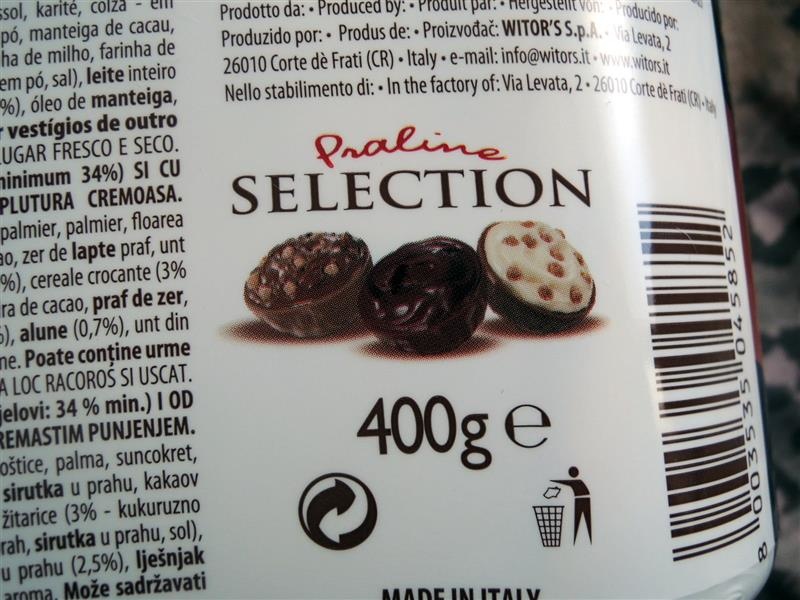 ssol, karité, colza - em
pó, manteiga de cacau,
ha de milho, farinha de
em pó, sal), leite inteiro
%), óleo de manteiga,
r vestígios de outro
LUGAR FRESCO E SECO.
minimum 34%) SI CU
PLUTURA CREMOASA.
palmier, palmier, floarea
ao, zer de lapte praf, unt
%), cereale crocante (3%
ra de cacao, praf de zer,
), alune (0,7%), unt din
ne. Poate conține urme
A LOC RACOROS SI USCAT.
jelovi: 34 % min.) I OD
REMASTIM PUNJENJEM.
oštice, palma, suncokret,
sirutka u prahu, kakaov
žitarice (3% - kukuruzno
rah, sirutka u prahu, sol),
u prahu (2,5%), lješnjak
aroma. Može sadržavati
Prodotto da: • Produced by: • Produit par: • Hergestellt von: • Producido por:
Produzido por: • Produs de: • Proizvođač: WITOR'S S.p.A. • Via Levata, 2
26010 Corte dè Frati (CR) • Italy • e-mail: info@witors.it • www.witors.it
Nello stabilimento di: • In the factory of: Via Levata, 2 • 26010 Corte dè Frati (CR) • Italy
Praline
SELECTION
400g e
MADE IN ITALY
8 003535 045852